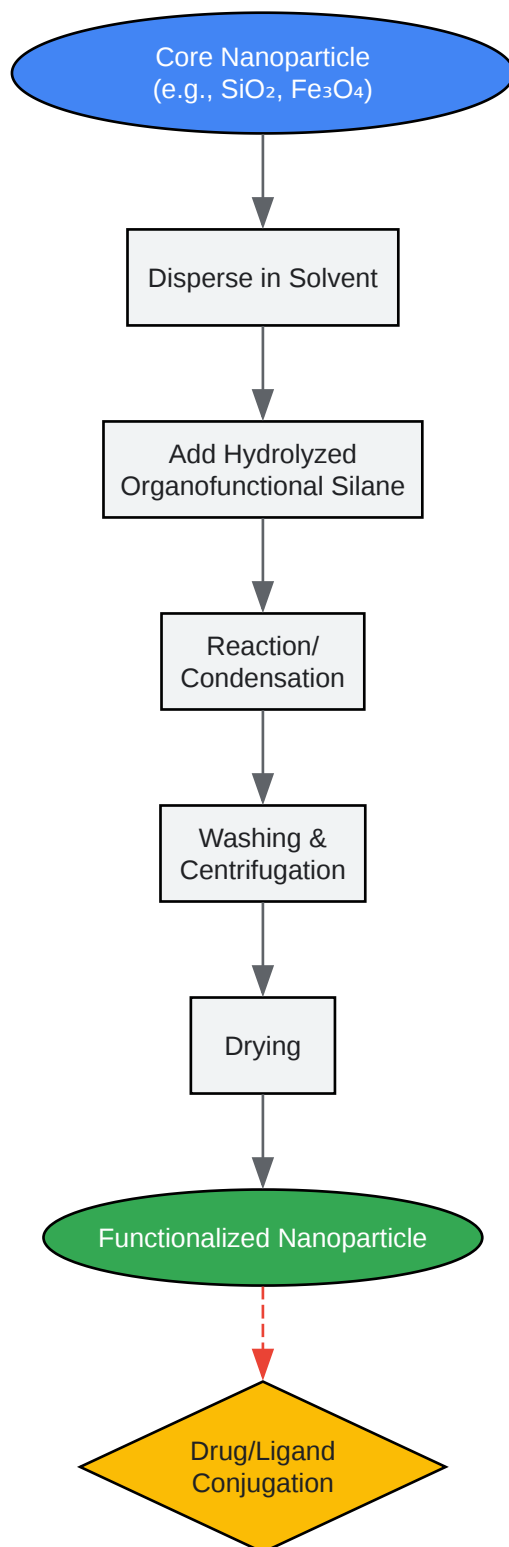 Core Nanoparticle
(e.g., SiO₂, Fe₃O₄)
Disperse in Solvent
Add Hydrolyzed
Organofunctional Silane
Reaction/
Condensation
Washing &
Centrifugation
Drying
Functionalized Nanoparticle
Drug/Ligand
Conjugation